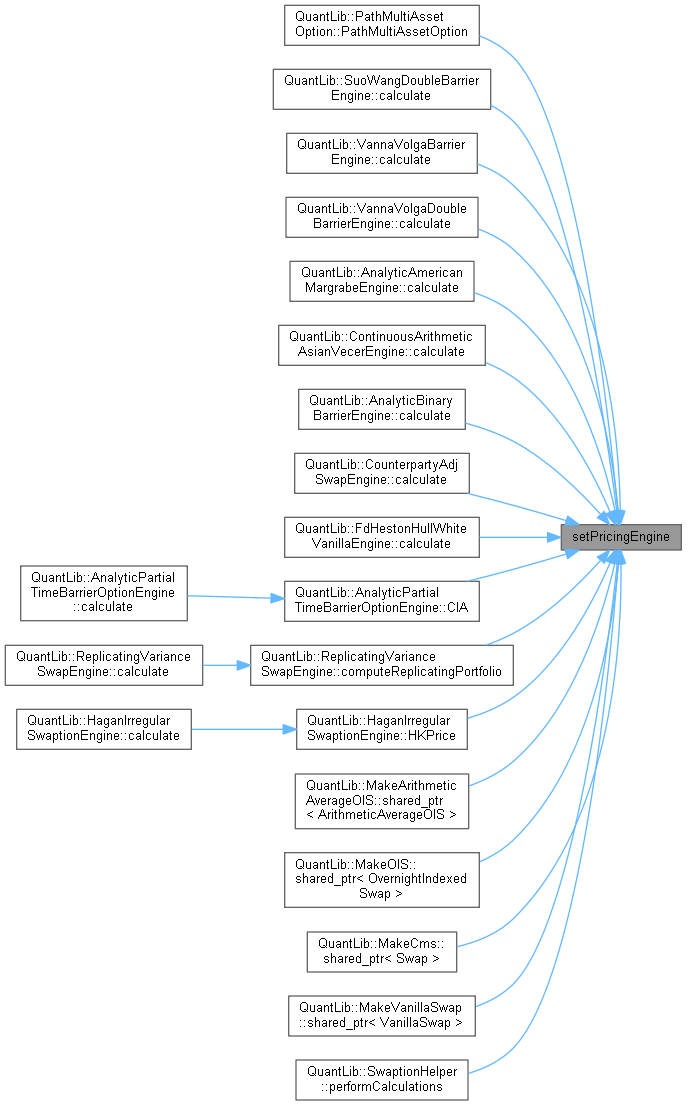 QuantLib::PathMultiAsset
Option::PathMultiAssetOption
QuantLib::SuoWangDoubleBarrier
Engine::calculate
QuantLib::VannaVolgaBarrier
Engine::calculate
QuantLib::VannaVolgaDouble
BarrierEngine::calculate
QuantLib::AnalyticAmerican
MargrabeEngine::calculate
QuantLib::ContinuousArithmetic
AsianVecerEngine::calculate
QuantLib::AnalyticBinary
BarrierEngine::calculate
QuantLib::CounterpartyAdj
SwapEngine::calculate
QuantLib::FdHestonHullWhite
VanillaEngine::calculate
setPricingEngine
QuantLib::AnalyticPartial
TimeBarrierOptionEngine
::calculate
QuantLib::AnalyticPartial
TimeBarrierOptionEngine::CIA
QuantLib::ReplicatingVariance
SwapEngine::calculate
QuantLib::ReplicatingVariance
SwapEngine::computeReplicatingPortfolio
QuantLib::HaganIrregular
SwaptionEngine::calculate
QuantLib::HaganIrregular
SwaptionEngine::HKPrice
QuantLib::MakeArithmetic
AverageOIS::shared_ptr
< ArithmeticAverageOIS >
QuantLib::MakeOIS::
shared_ptr< OvernightIndexed
Swap >
QuantLib::MakeCms::
shared_ptr< Swap >
QuantLib::MakeVanillaSwap
::shared_ptr< VanillaSwap >
QuantLib::SwaptionHelper
::performCalculations